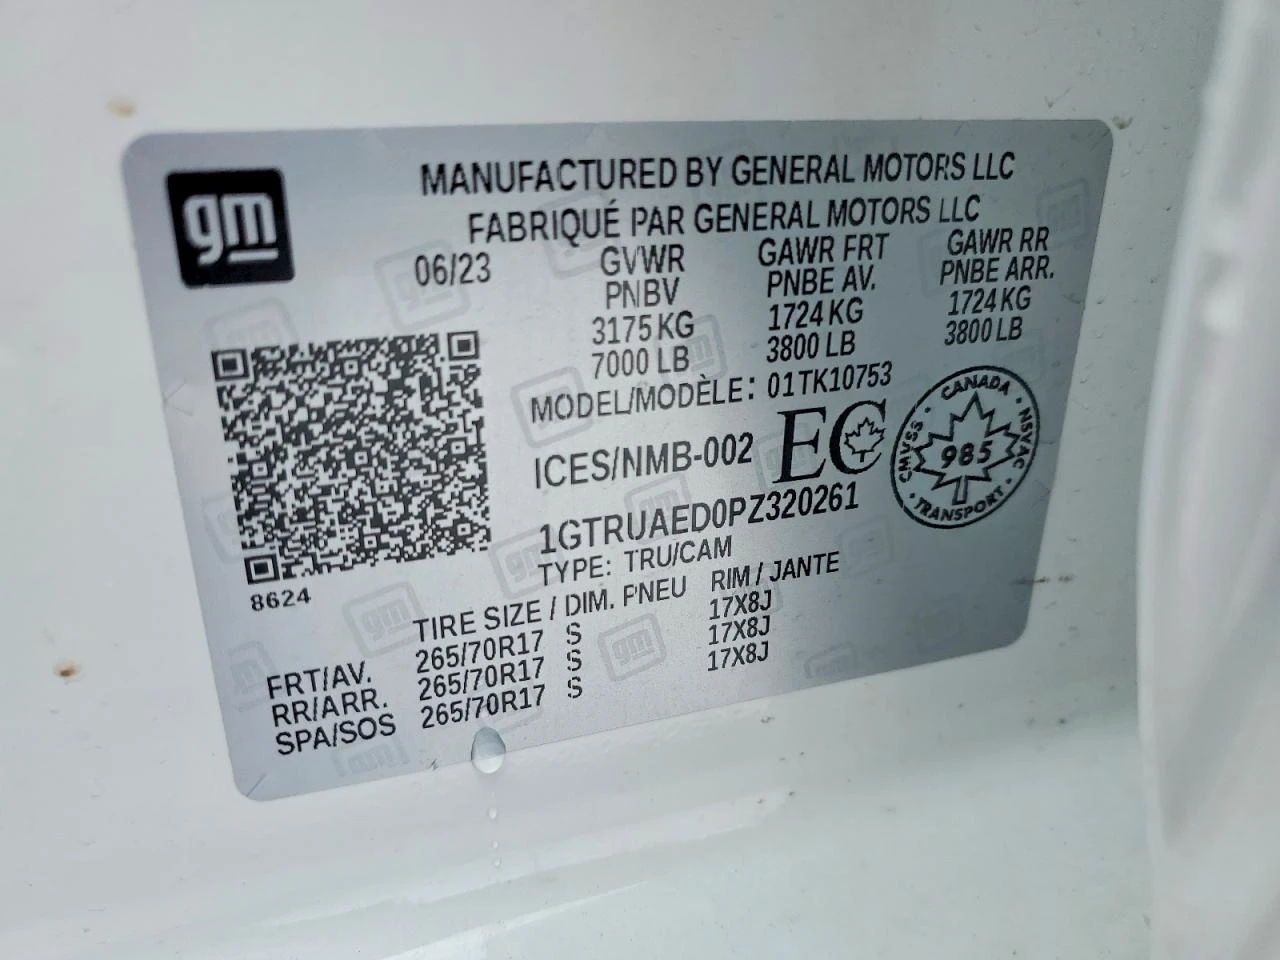 gm
MANUFACTURED BY GENERAL MOTORS LLC
FABRIQUÉ PAR GENERAL MOTORS LLC
06/23 GVWR GAWR FRT GAWR RR
PNBV PNBE AV. PNBE ARR.
3175 KG 1724 KG 1724 KG
7000 LB 3800 LB 3800 LB
MODEL/MODÈLE: 01TK10753
ICES/NMB-002 EC
CANADA
CMVSS · NSVAC
985
TRANSPORT
1GTRUAED0PZ320261
TYPE: TRU/CAM
8624
TIRE SIZE / DIM. PNEU RIM / JANTE
FRT/AV. 265/70R17 S 17X8J
RR/ARR. 265/70R17 S 17X8J
SPA/SOS 265/70R17 S 17X8J